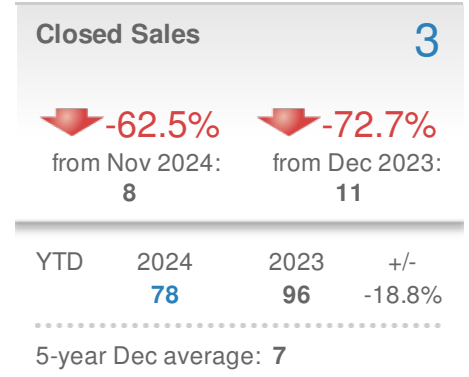 Closed Sales 3
-62.5% -72.7%
from Nov 2024: from Dec 2023:
8 11
YTD 2024 2023 +/-
78 96 -18.8%
5-year Dec average: 7